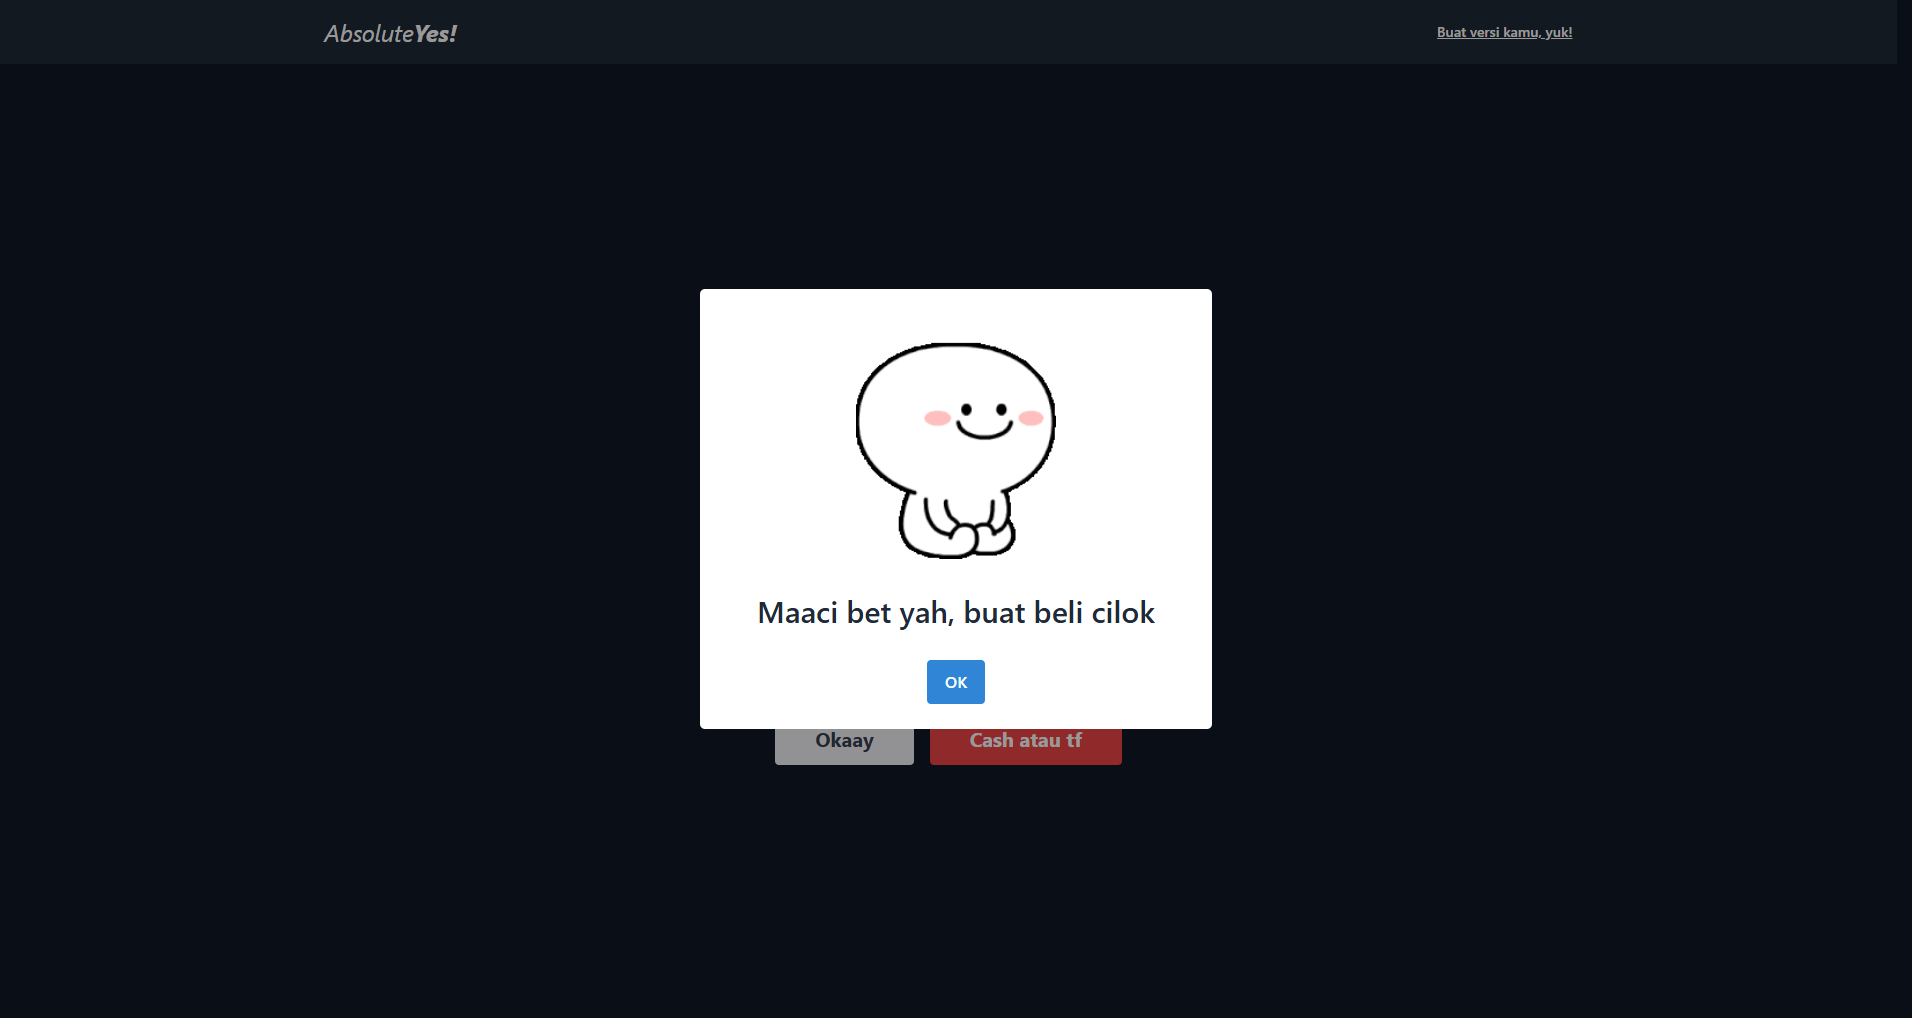 AbsoluteYes!
Buat versi kamu, yuk!
Maaci bet yah, buat beli cilok
OK
Okaay
Cash atau tf